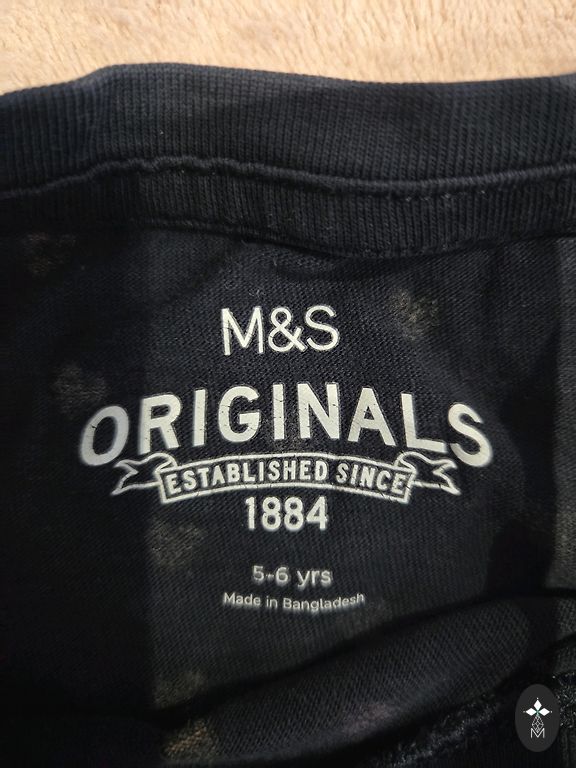 M&S
ORIGINALS
ESTABLISHED SINCE
1884
5-6 yrs
Made in Bangladesh
M